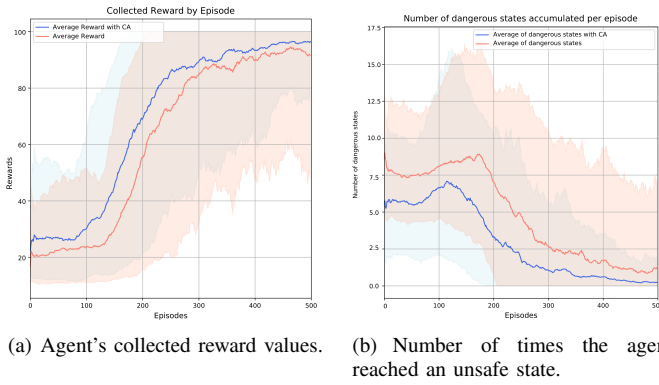 Collected Reward by Episode
Average Reward with CA
Average Reward
100
80
60
40
20
Rewards
0
100
200
300
400
500
Episodes
(a) Agent's collected reward values.
Number of dangerous states accumulated per episode
Average of dangerous states with CA
Average of dangerous states
17.5
15.0
12.5
10.0
7.5
5.0
2.5
0.0
Number of dangerous states
0
100
200
300
400
500
Episodes
(b) Number of times the agen
reached an unsafe state.